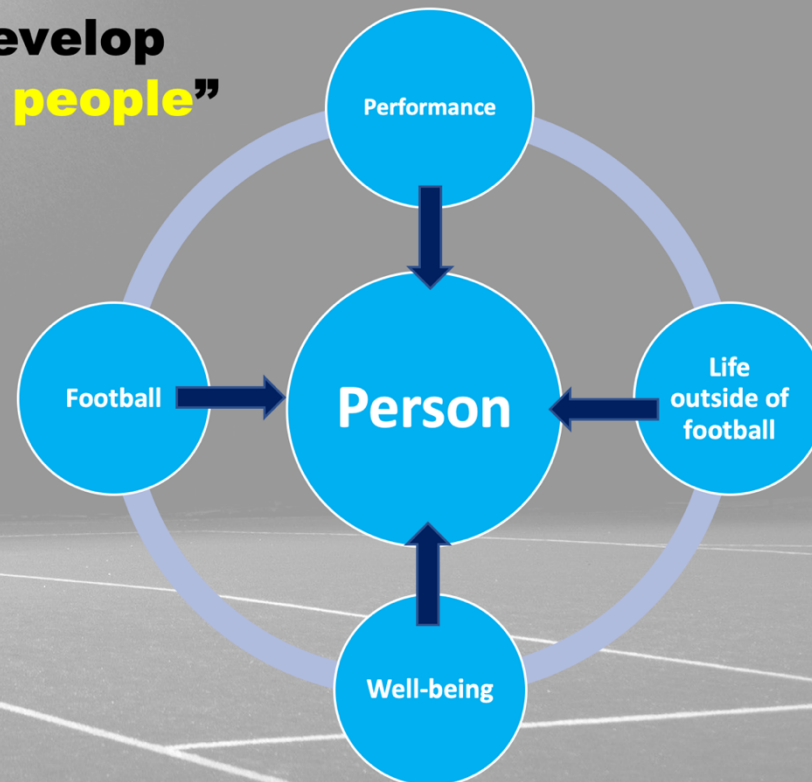 evelop
people”
Performance
Football
Person
Life
outside of
football
Well-being